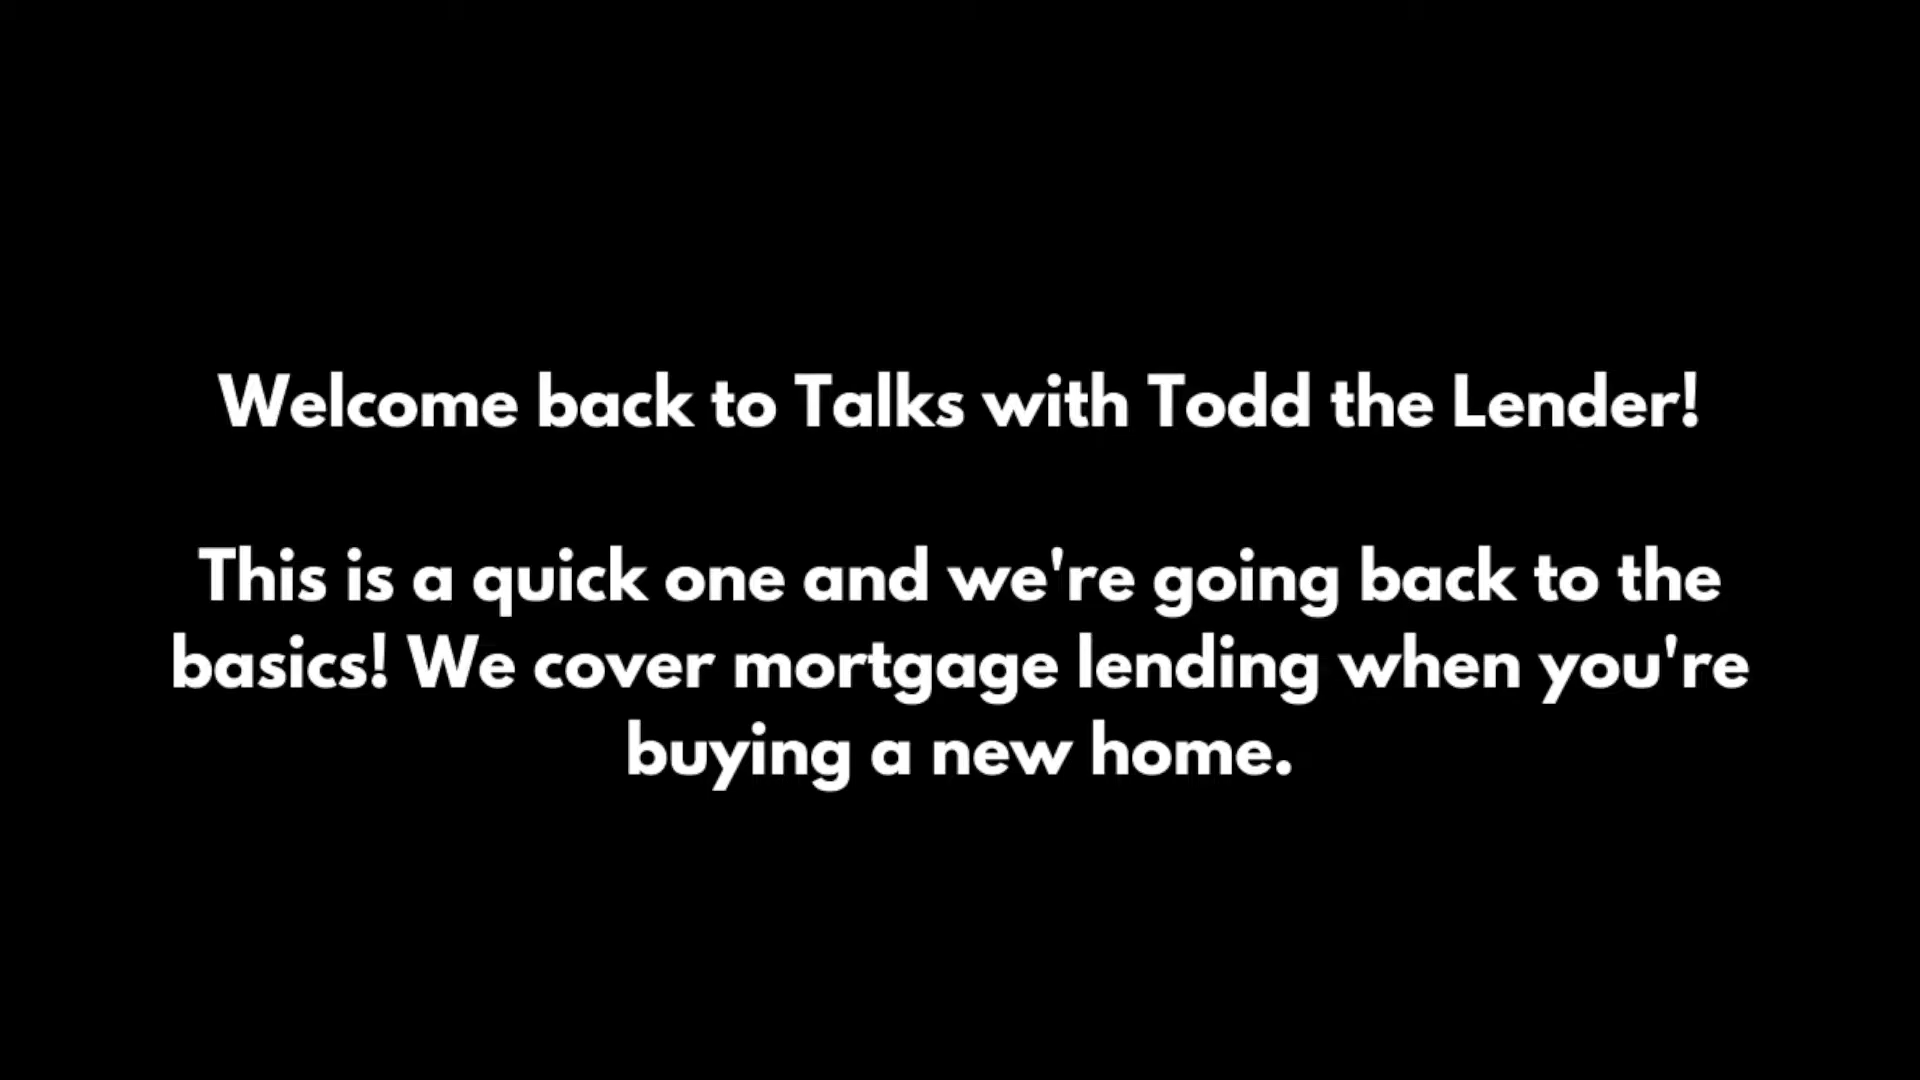 Welcome back to Talks with Todd the Lender!
This is a quick one and we're going back to the
basics! We cover mortgage lending when you're
buying a new home.